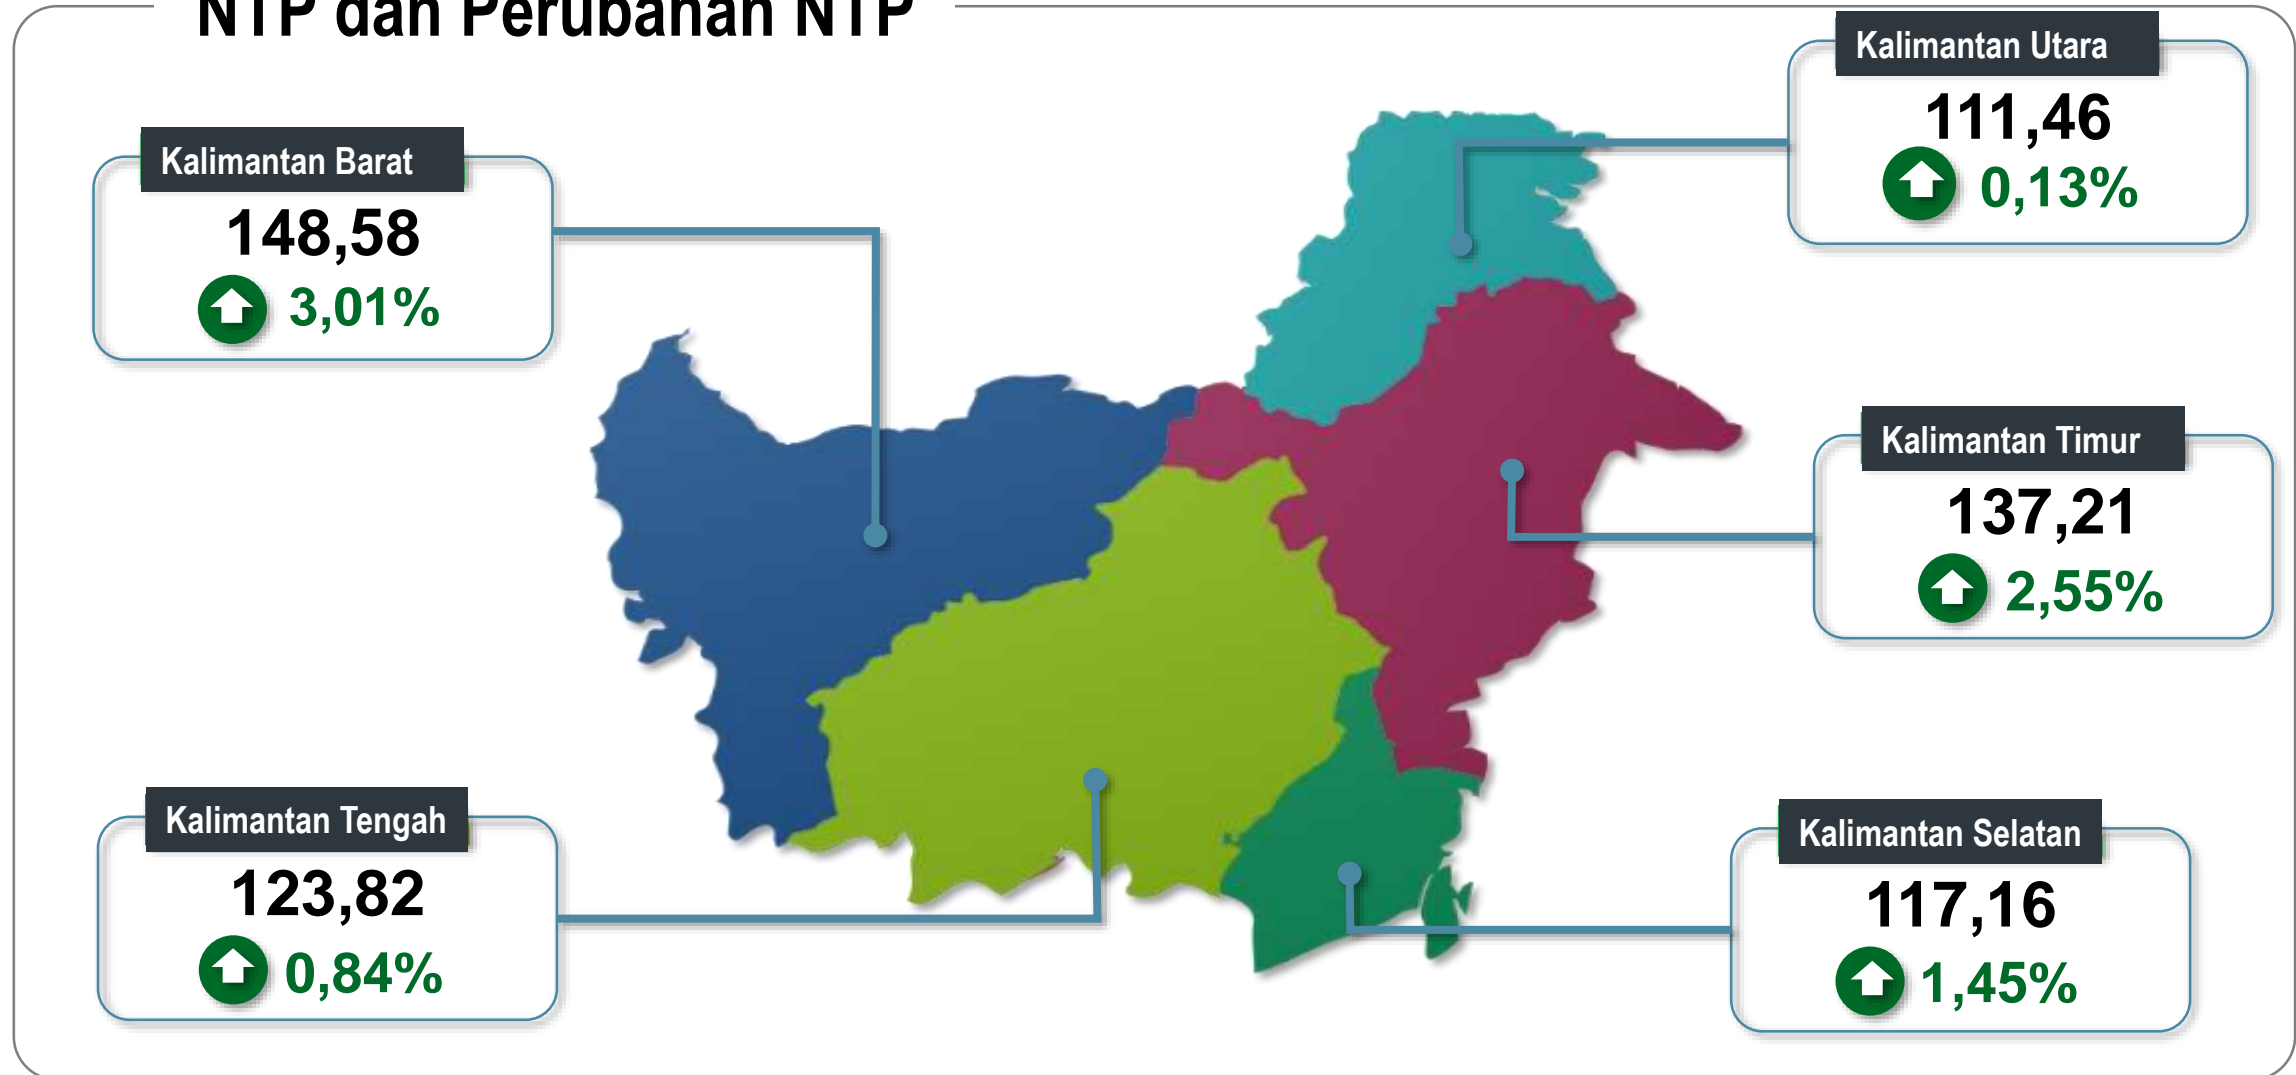 NTP dan Perubahan NTP
Kalimantan Utara
111,46
0,13%
Kalimantan Barat
148,58
3,01%
Kalimantan Timur
137,21
2,55%
Kalimantan Tengah
123,82
0,84%
Kalimantan Selatan
117,16
1,45%